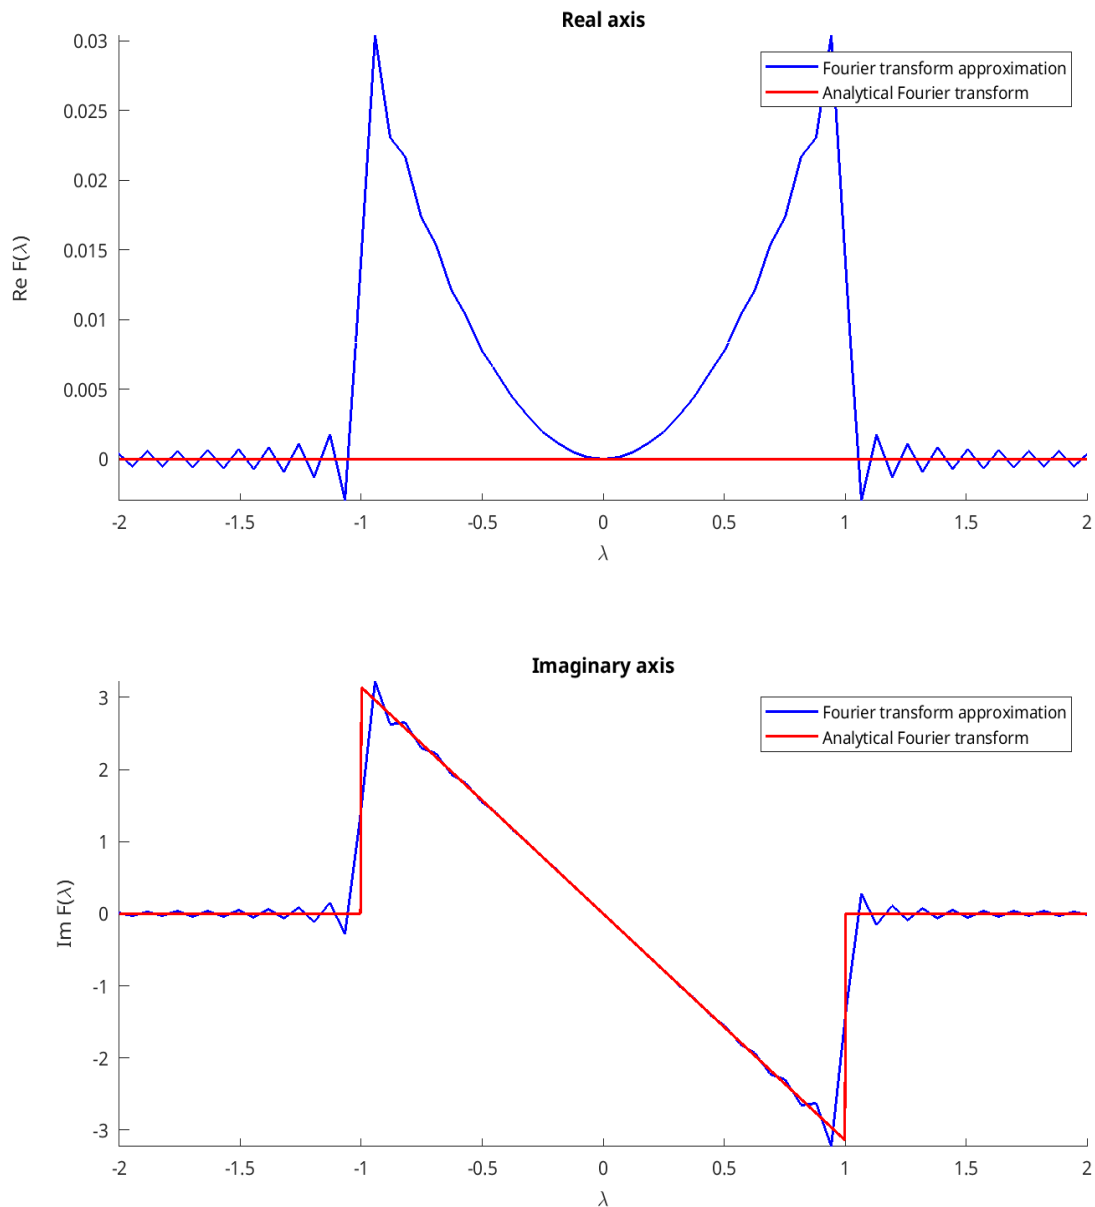 Real axis
0.03
0.025
0.02
0.015
0.01
0.005
0
Re F(λ)
Fourier transform approximation
Analytical Fourier transform
-2 -1.5 -1 -0.5 0 0.5 1 1.5 2
λ
Imaginary axis
3
2
1
0
-1
-2
-3
Im F(λ)
Fourier transform approximation
Analytical Fourier transform
-2 -1.5 -1 -0.5 0 0.5 1 1.5 2
λ